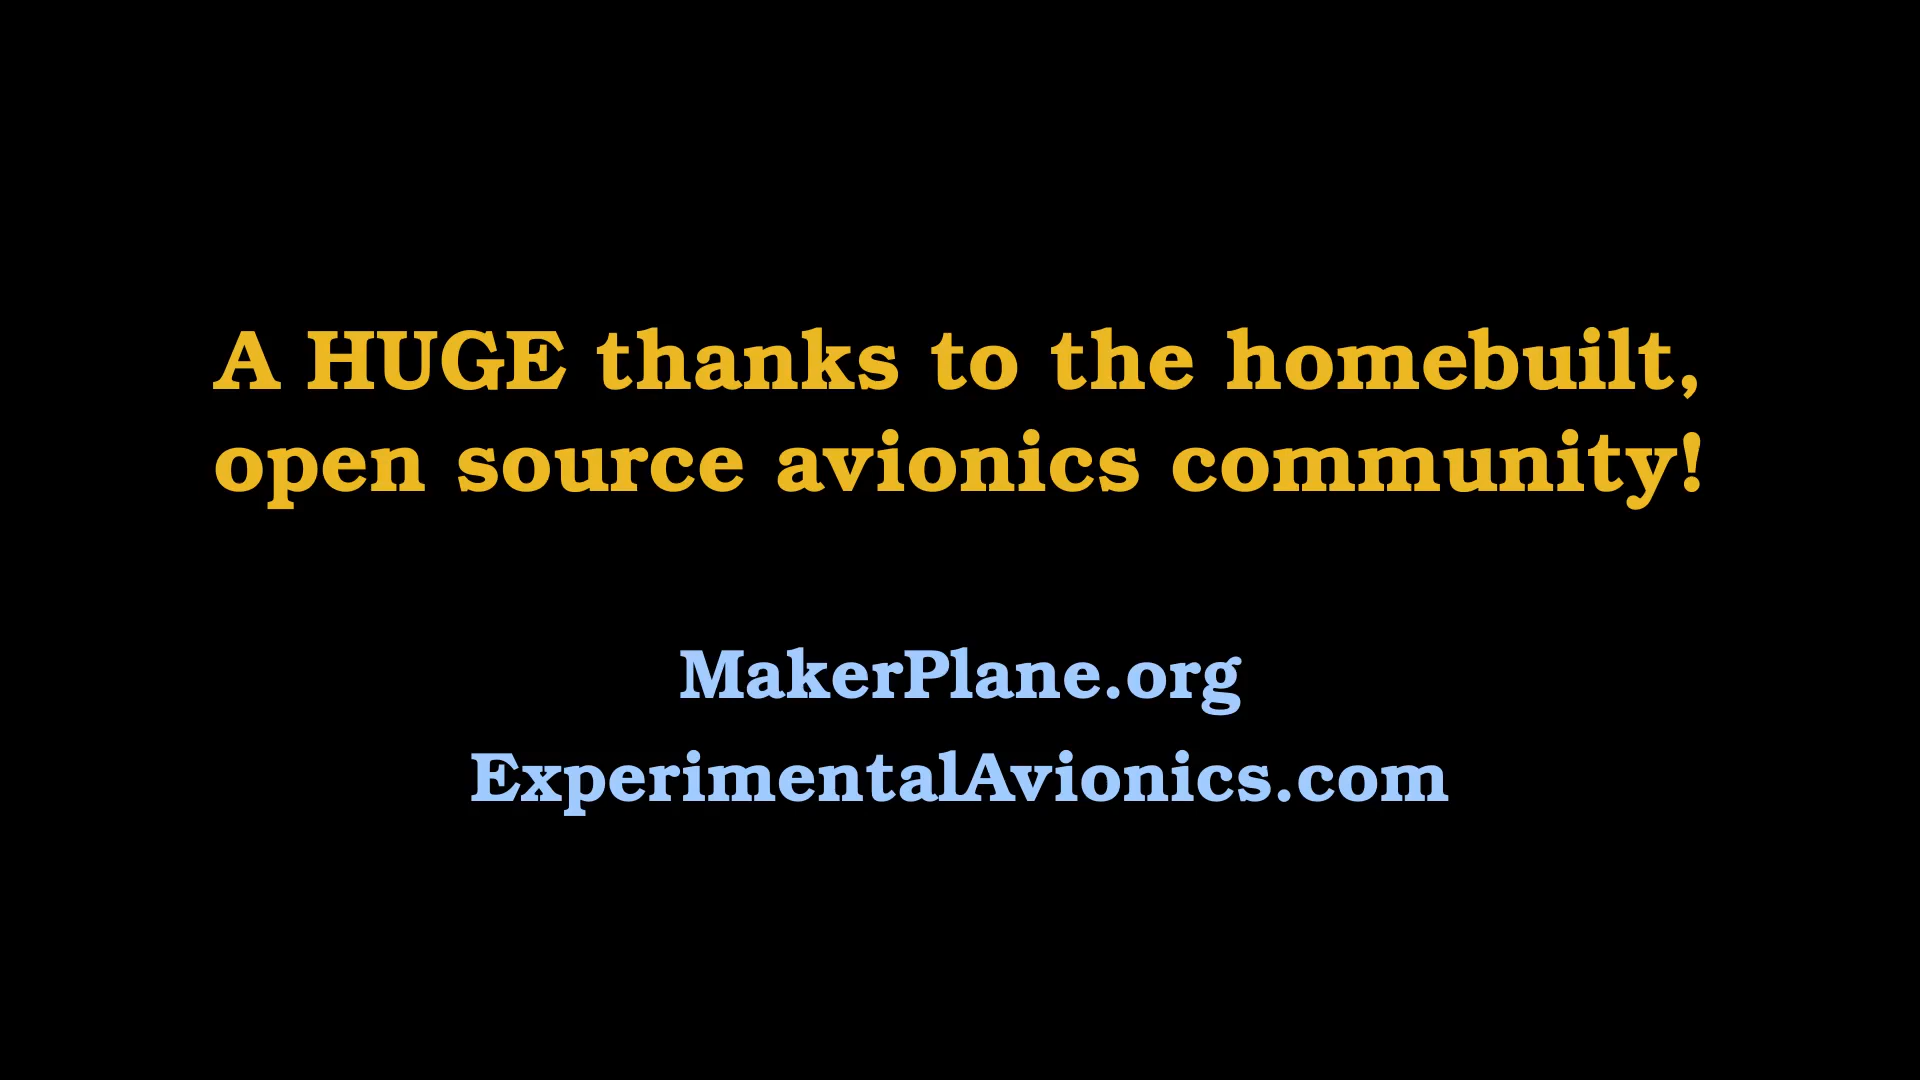 A HUGE thanks to the homebuilt,
open source avionics community!
MakerPlane.org
ExperimentalAvionics.com